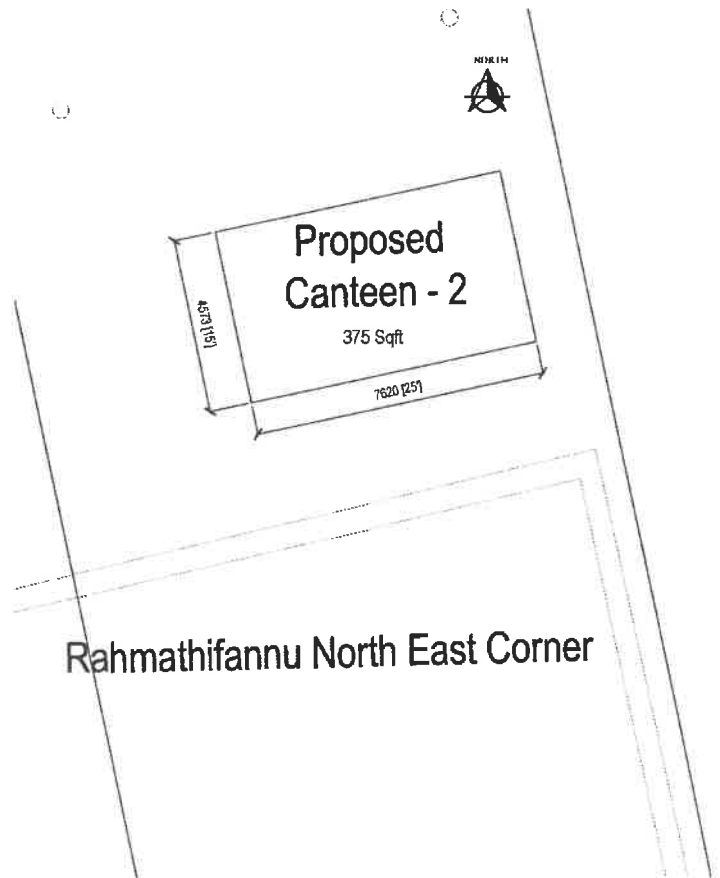 NORTH
Proposed
Canteen - 2
375 Sqft
4573 [15']
7620 [25']
Rahmathifannu North East Corner